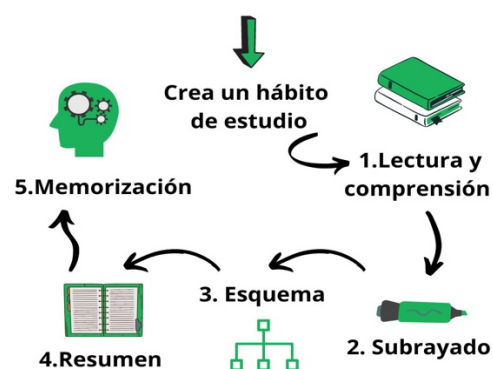 Crea un hábito
de estudio
1.Lectura y
comprensión
2. Subrayado
3. Esquema
4.Resumen
5.Memorización